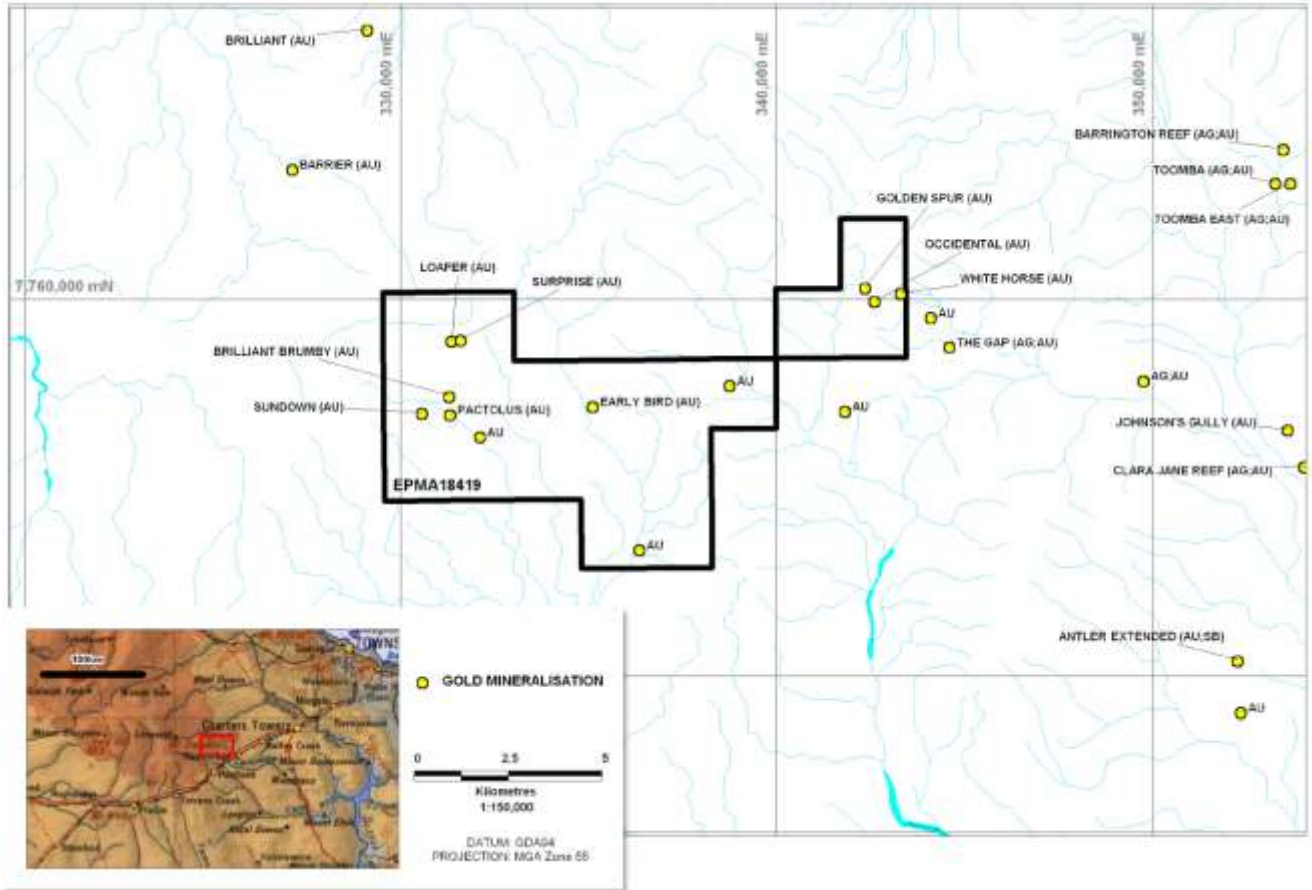 BRILLIANT (AU)
330,000 mE
340,000 mE
350,000 mE
BARRINGTON REEF (AG;AU)
BARRIER (AU)
TOOMBA (AG;AU)
GOLDEN SPUR (AU)
TOOMBA EAST (AG;AU)
OCCIDENTAL (AU)
LOAFER (AU)
SURPRISE (AU)
WHITE HORSE (AU)
7,760,000 mN
AU
THE GAP (AG;AU)
BRILLIANT BRUMBY (AU)
AG;AU
AU
EARLY BIRD (AU)
SUNDOWN (AU)
PACTOLUS (AU)
AU
JOHNSON'S GULLY (AU)
AU
CLARA JANE REEF (AG;AU)
EPMA18419
AU
ANTLER EXTENDED (AU;SB)
AU
100km
Charters Towers
Pentland
Torrens Creek
GOLD MINERALISATION
0 2.5 5
Kilometres
1:150,000
DATUM: GDA94
PROJECTION: MGA Zone 55